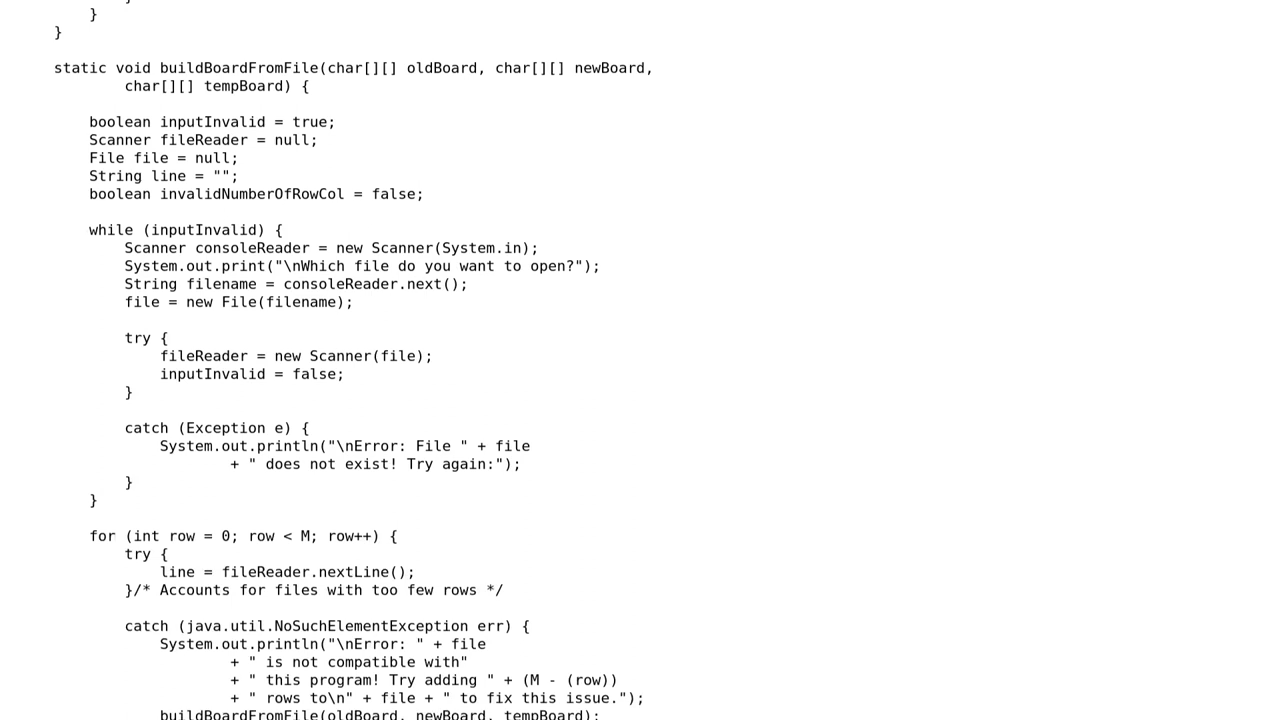 }
}
static void buildBoardFromFile(char[][] oldBoard, char[][] newBoard,
char[][] tempBoard) {
boolean inputInvalid = true;
Scanner fileReader = null;
File file = null;
String line = "";
boolean invalidNumberOfRowCol = false;
while (inputInvalid) {
Scanner consoleReader = new Scanner(System.in);
System.out.print("\nWhich file do you want to open?");
String filename = consoleReader.next();
file = new File(filename);
try {
fileReader = new Scanner(file);
inputInvalid = false;
}
catch (Exception e) {
System.out.println("\nError: File " + file
+ " does not exist! Try again:");
}
}
for (int row = 0; row < M; row++) {
try {
line = fileReader.nextLine();
}/* Accounts for files with too few rows */
catch (java.util.NoSuchElementException err) {
System.out.println("\nError: " + file
+ " is not compatible with"
+ " this program! Try adding " + (M - (row))
+ " rows to\n" + file + " to fix this issue.");
buildBoardFromFile(oldBoard, newBoard, tempBoard);